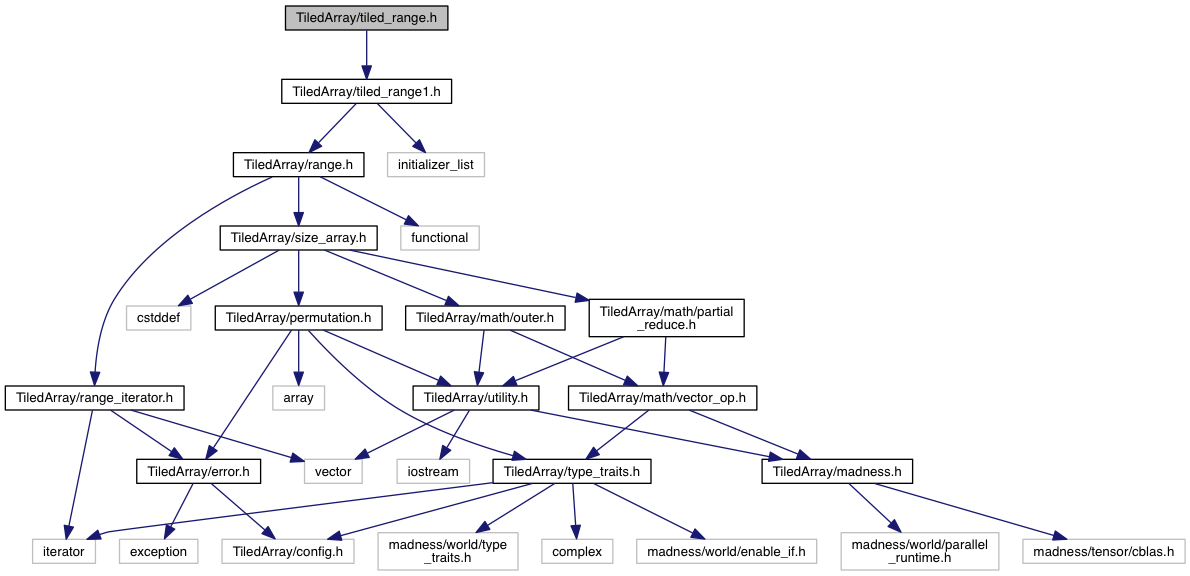 TiledArray/tiled_range.h
TiledArray/tiled_range1.h
TiledArray/range.h
initializer_list
TiledArray/size_array.h
functional
cstddef
TiledArray/permutation.h
TiledArray/math/outer.h
TiledArray/math/partial
_reduce.h
TiledArray/range_iterator.h
array
TiledArray/utility.h
TiledArray/math/vector_op.h
TiledArray/error.h
vector
iostream
TiledArray/type_traits.h
TiledArray/madness.h
iterator
exception
TiledArray/config.h
madness/world/type
_traits.h
complex
madness/world/enable_if.h
madness/world/parallel
_runtime.h
madness/tensor/cblas.h